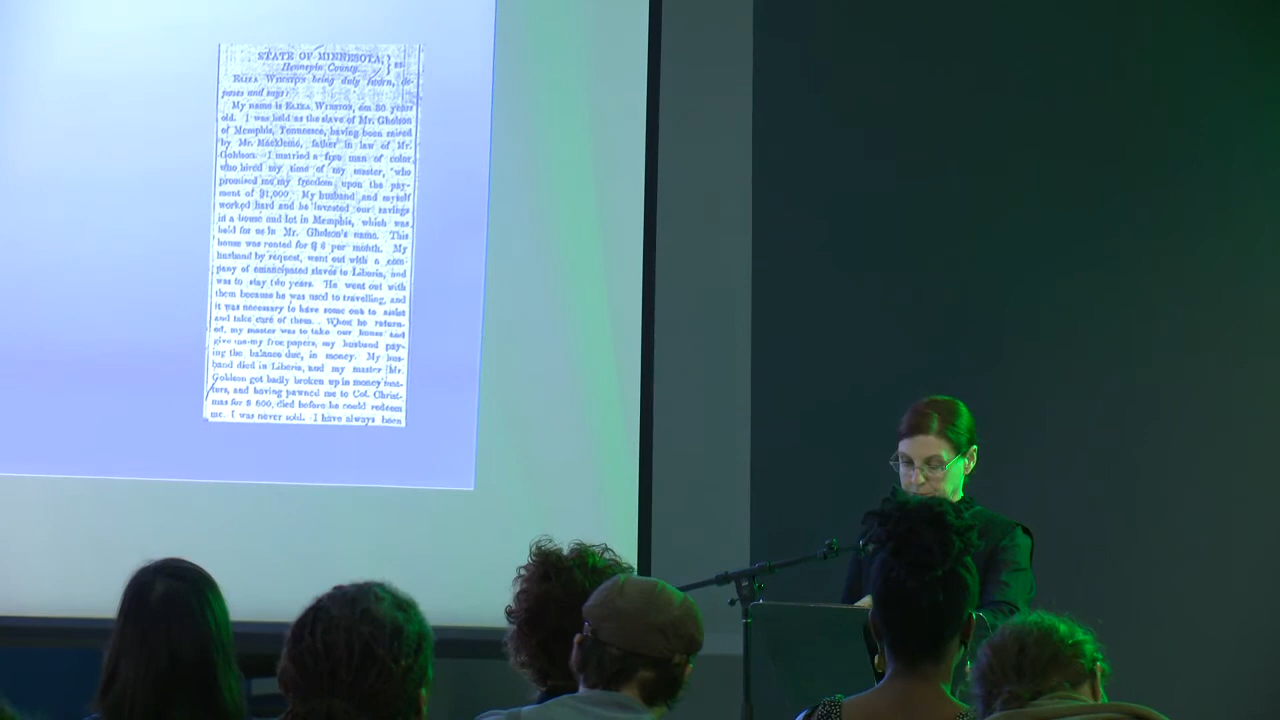 STATE OF MINNESOTA, } ss
Hennepin County.
ELIZA WINSTON being duly sworn, de-
poses and says:
My name is ELIZA WINSTON, am 30 years
old. I was held as the slave of Mr. Gholson
of Memphis, Tennessee, having been raised
by Mr. Macklemo, father in law of Mr.
Gohlson. I married a free man of color
who hired my time of my master, who
promised me my freedom upon the pay-
ment of $1,000. My husband and myself
worked hard and he invested our savings
in a house and lot in Memphis, which was
held for us in Mr. Gholson's name. This
house was rented for $ 8 per month. My
husband by request, went out with a com-
pany of emancipated slaves to Liberia, and
was to stay two years. He went out with
them because he was used to travelling, and
it was necessary to have some one to assist
and take care of them. When he return-
ed, my master was to take our house and
give me my free papers, my husband pay-
ing the balance due, in money. My hus-
band died in Liberia, and my master Mr.
Gohlson got badly broken up in money mat-
ters, and having pawned me to Col. Christ-
mas for $ 600, died before he could redeem
me. I was never sold. I have always been